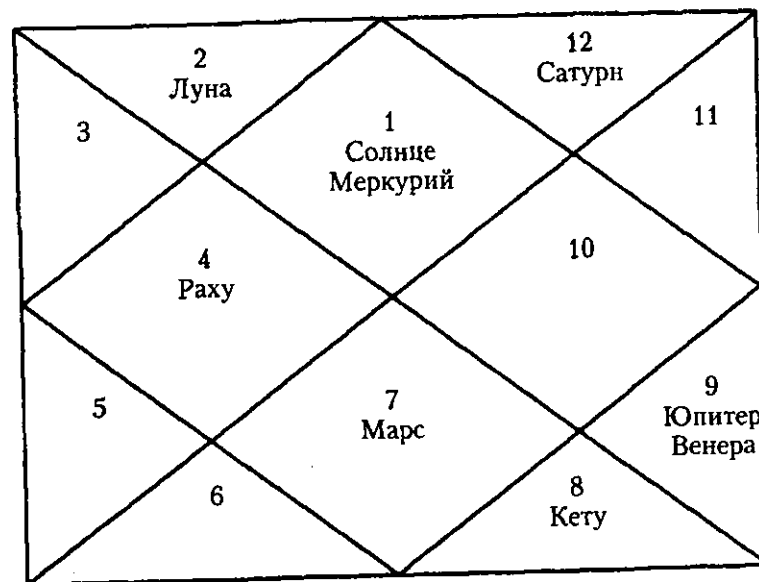 2
Луна
12
Сатурн
3
1
Солнце
Меркурий
11
4
Раху
10
5
7
Марс
9
Юпитер
Венера
6
8
Кету